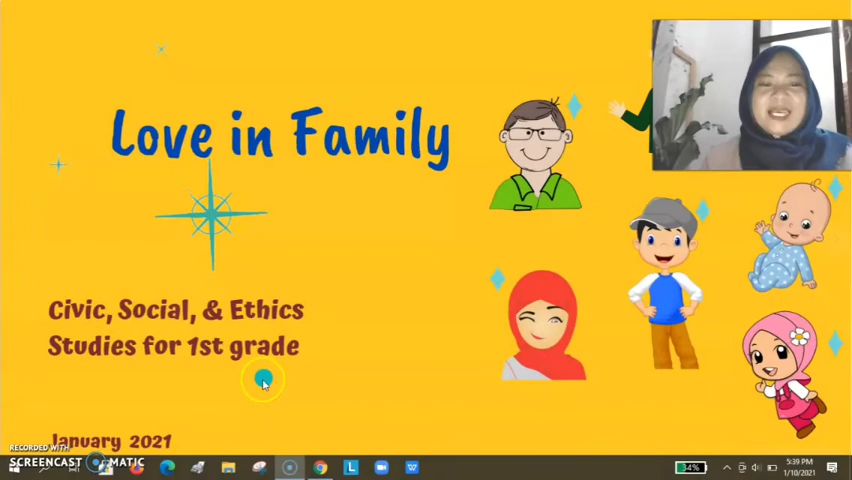 Love in Family
Civic, Social, & Ethics
Studies for 1st grade
January 2021
RECORDED WITH
SCREENCAST MATIC
L
W
34%
5:39 PM
1/10/2021